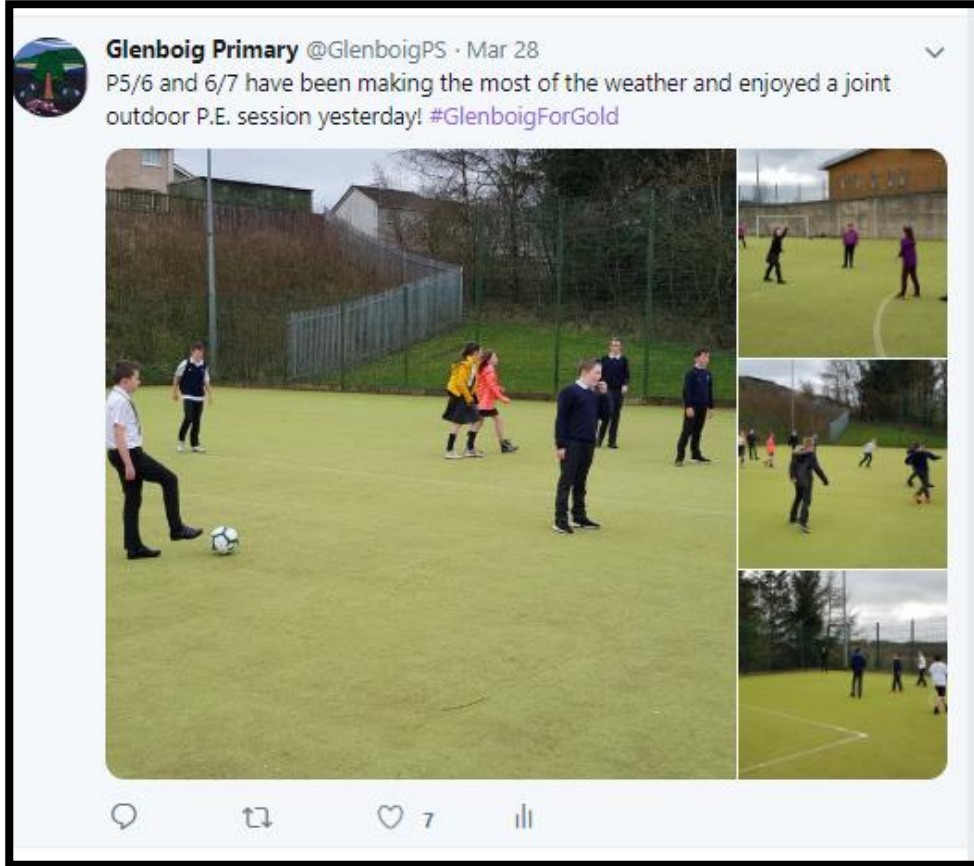 Glenboig Primary @GlenboigPS · Mar 28
P5/6 and 6/7 have been making the most of the weather and enjoyed a joint
outdoor P.E. session yesterday! #GlenboigForGold
7